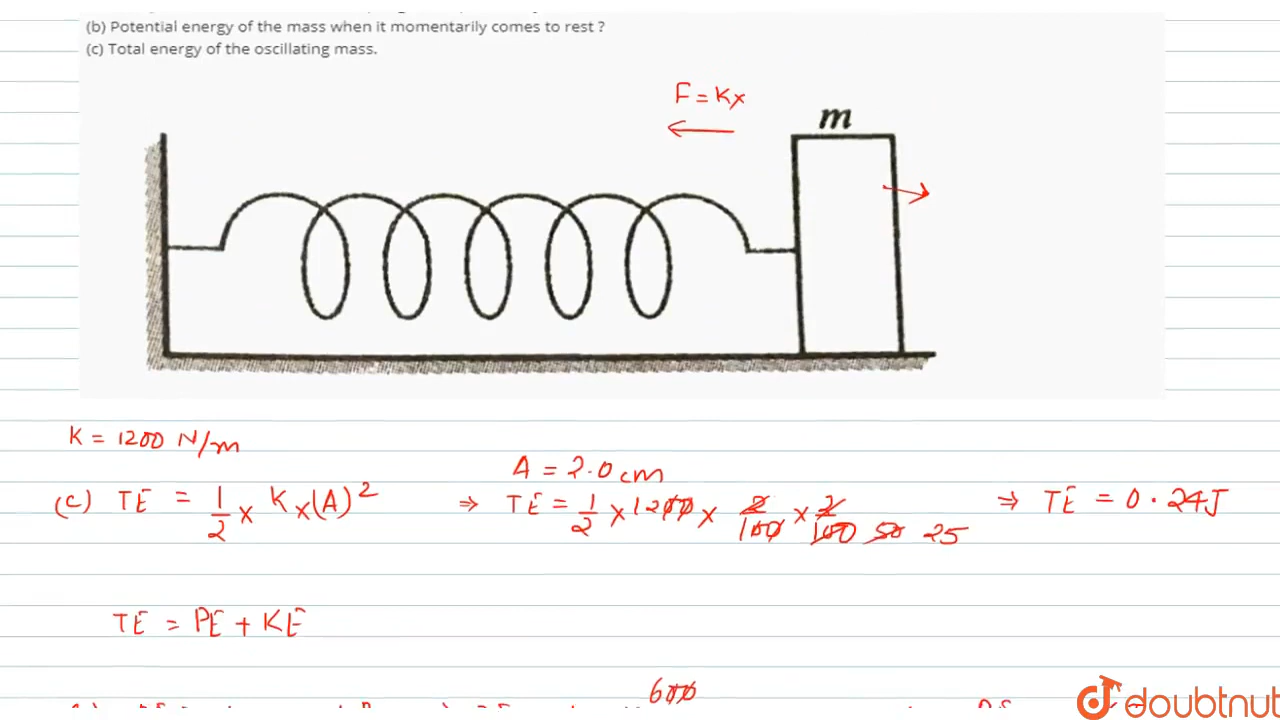 (b) Potential energy of the mass when it momentarily comes to rest ?
(c) Total energy of the oscillating mass.
F = Kx
m
K = 1200 N/m
A = 2.0 cm
(c) TE = 1/2 × K × (A)² ⇒ TE = 1/2 × 1200 × 2/100 × 2/100 50 25 ⇒ TE = 0.24J
TE = PE + KE
600
doubtnut